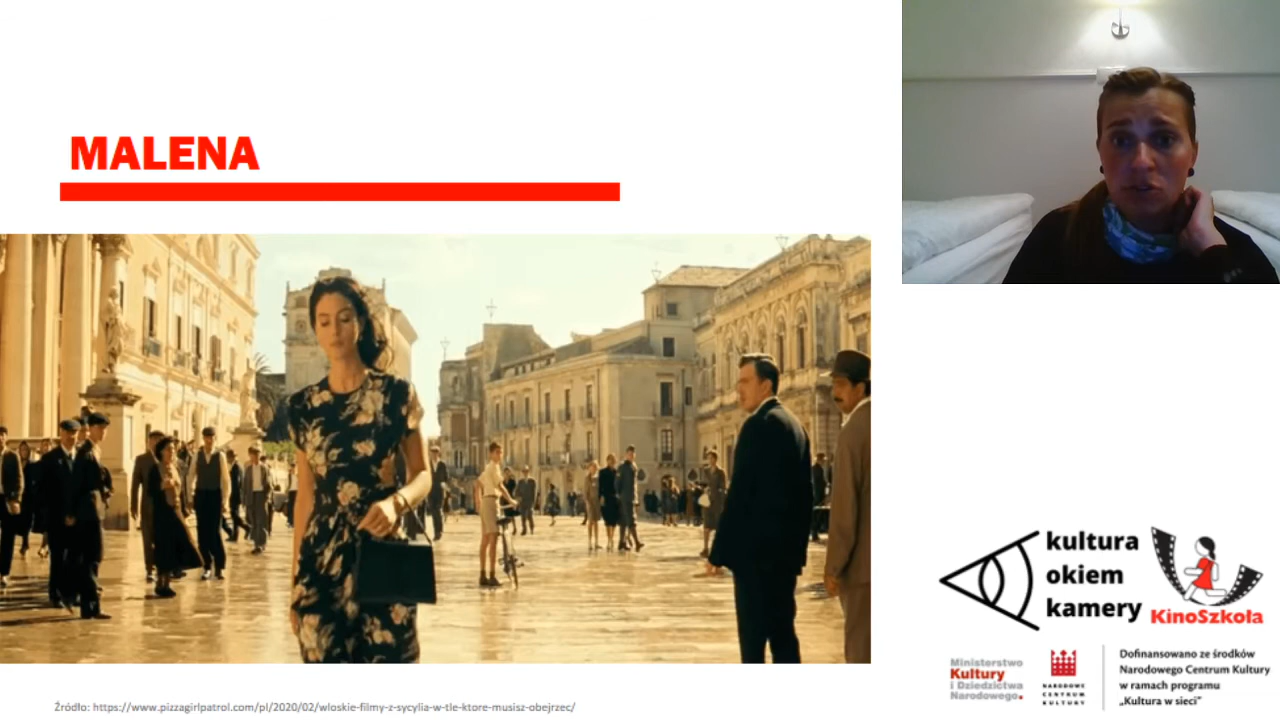 MALENA
kultura
okiem
kamery
KinoSzkoła
Ministerstwo
Kultury
i Dziedzictwa
Narodowego.
NARODOWE
CENTRUM
KULTURY
Dofinansowano ze środków
Narodowego Centrum Kultury
w ramach programu
„Kultura w sieci”
Źródło: https://www.pizzagirlpatrol.com/pl/2020/02/wloskie-filmy-z-sycylia-w-tle-ktore-musisz-obejrzec/